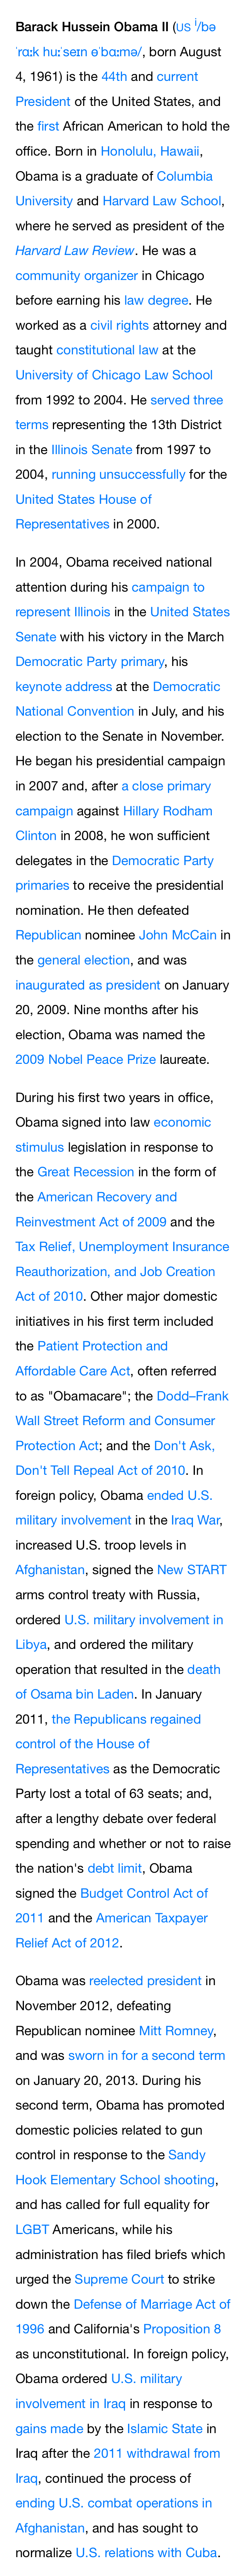 Barack Hussein Obama II (US i/bə
ˈrɑːk huːˈseɪn oʊˈbɑːmə/, born August
4, 1961) is the 44th and current
President of the United States, and
the first African American to hold the
office. Born in Honolulu, Hawaii,
Obama is a graduate of Columbia
University and Harvard Law School,
where he served as president of the
Harvard Law Review. He was a
community organizer in Chicago
before earning his law degree. He
worked as a civil rights attorney and
taught constitutional law at the
University of Chicago Law School
from 1992 to 2004. He served three
terms representing the 13th District
in the Illinois Senate from 1997 to
2004, running unsuccessfully for the
United States House of
Representatives in 2000.
In 2004, Obama received national
attention during his campaign to
represent Illinois in the United States
Senate with his victory in the March
Democratic Party primary, his
keynote address at the Democratic
National Convention in July, and his
election to the Senate in November.
He began his presidential campaign
in 2007 and, after a close primary
campaign against Hillary Rodham
Clinton in 2008, he won sufficient
delegates in the Democratic Party
primaries to receive the presidential
nomination. He then defeated
Republican nominee John McCain in
the general election, and was
inaugurated as president on January
20, 2009. Nine months after his
election, Obama was named the
2009 Nobel Peace Prize laureate.
During his first two years in office,
Obama signed into law economic
stimulus legislation in response to
the Great Recession in the form of
the American Recovery and
Reinvestment Act of 2009 and the
Tax Relief, Unemployment Insurance
Reauthorization, and Job Creation
Act of 2010. Other major domestic
initiatives in his first term included
the Patient Protection and
Affordable Care Act, often referred
to as "Obamacare"; the Dodd–Frank
Wall Street Reform and Consumer
Protection Act; and the Don't Ask,
Don't Tell Repeal Act of 2010. In
foreign policy, Obama ended U.S.
military involvement in the Iraq War,
increased U.S. troop levels in
Afghanistan, signed the New START
arms control treaty with Russia,
ordered U.S. military involvement in
Libya, and ordered the military
operation that resulted in the death
of Osama bin Laden. In January
2011, the Republicans regained
control of the House of
Representatives as the Democratic
Party lost a total of 63 seats; and,
after a lengthy debate over federal
spending and whether or not to raise
the nation's debt limit, Obama
signed the Budget Control Act of
2011 and the American Taxpayer
Relief Act of 2012.
Obama was reelected president in
November 2012, defeating
Republican nominee Mitt Romney,
and was sworn in for a second term
on January 20, 2013. During his
second term, Obama has promoted
domestic policies related to gun
control in response to the Sandy
Hook Elementary School shooting,
and has called for full equality for
LGBT Americans, while his
administration has filed briefs which
urged the Supreme Court to strike
down the Defense of Marriage Act of
1996 and California's Proposition 8
as unconstitutional. In foreign policy,
Obama ordered U.S. military
involvement in Iraq in response to
gains made by the Islamic State in
Iraq after the 2011 withdrawal from
Iraq, continued the process of
ending U.S. combat operations in
Afghanistan, and has sought to
normalize U.S. relations with Cuba.